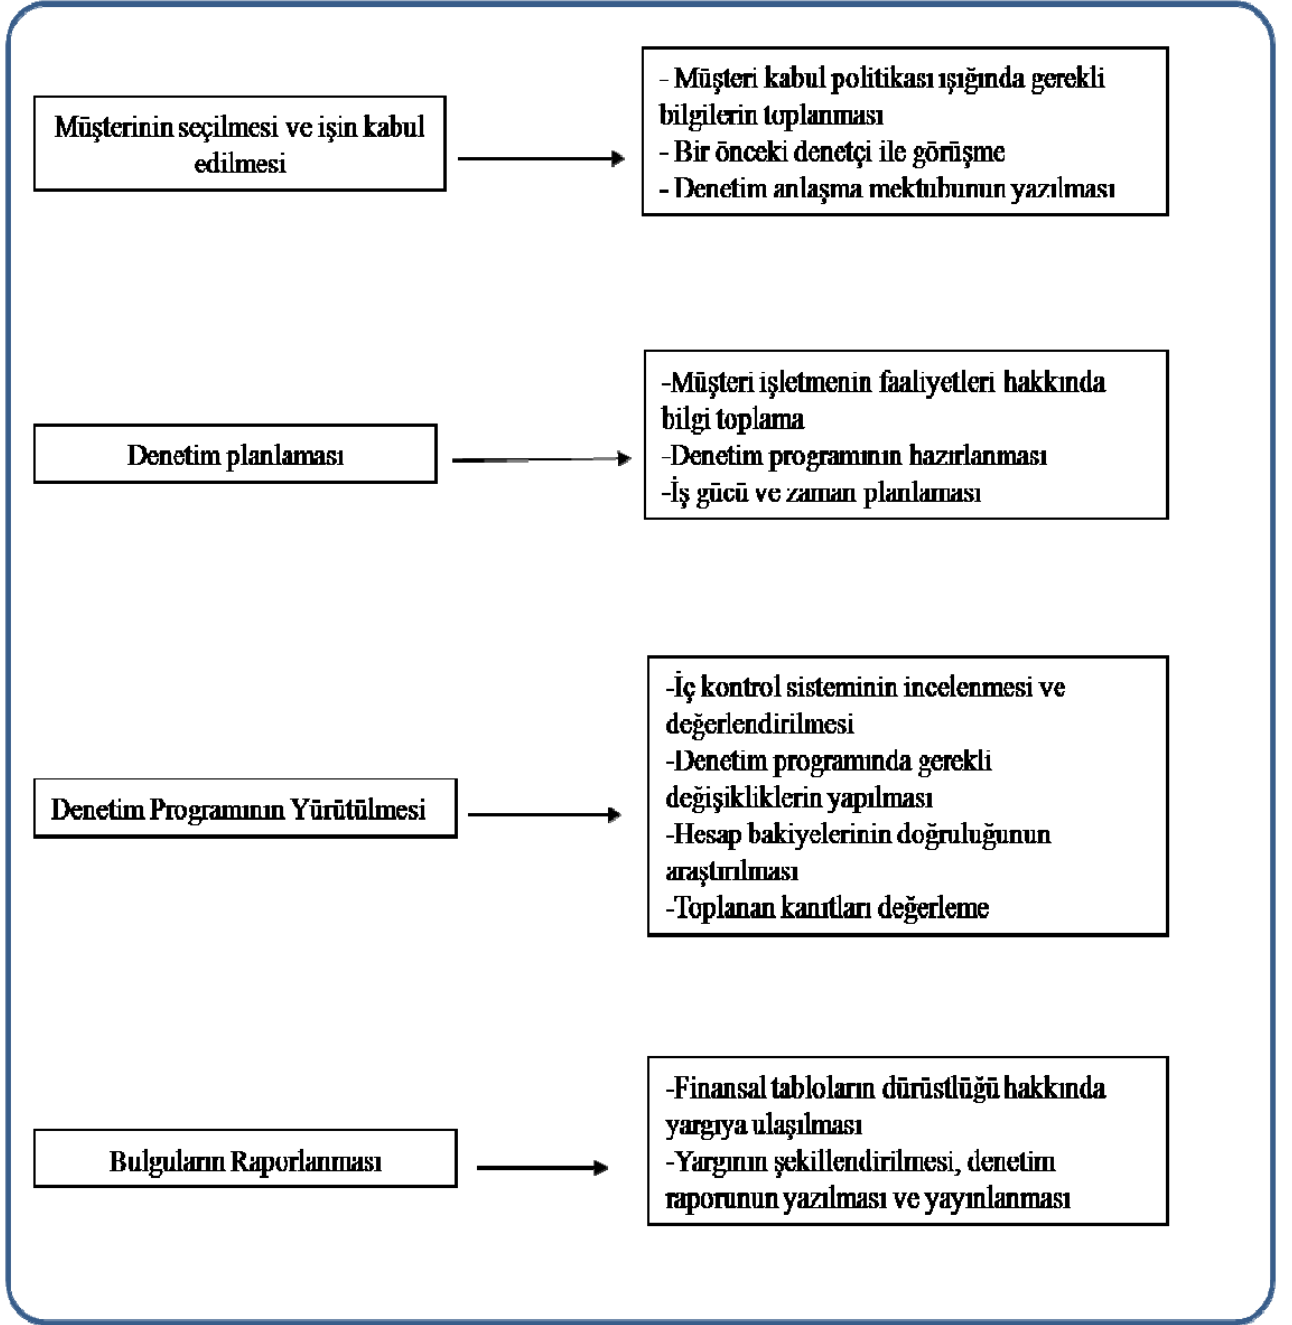 Müşterinin seçilmesi ve işin kabul
edilmesi
- Müşteri kabul politikası ışığında gerekli
bilgilerin toplanması
- Bir önceki denetçi ile görüşme
- Denetim anlaşma mektubunun yazılması
Denetim planlaması
-Müşteri işletmenin faaliyetleri hakkında
bilgi toplama
-Denetim programının hazırlanması
-İş gücü ve zaman planlaması
Denetim Programının Yürütülmesi
-İç kontrol sisteminin incelenmesi ve
değerlendirilmesi
-Denetim programında gerekli
değişikliklerin yapılması
-Hesap bakiyelerinin doğruluğunun
araştırılması
-Toplanan kanıtları değerleme
Bulguların Raporlanması
-Finansal tabloların dürüstlüğü hakkında
yargıya ulaşılması
-Yargının şekillendirilmesi, denetim
raporunun yazılması ve yayınlanması